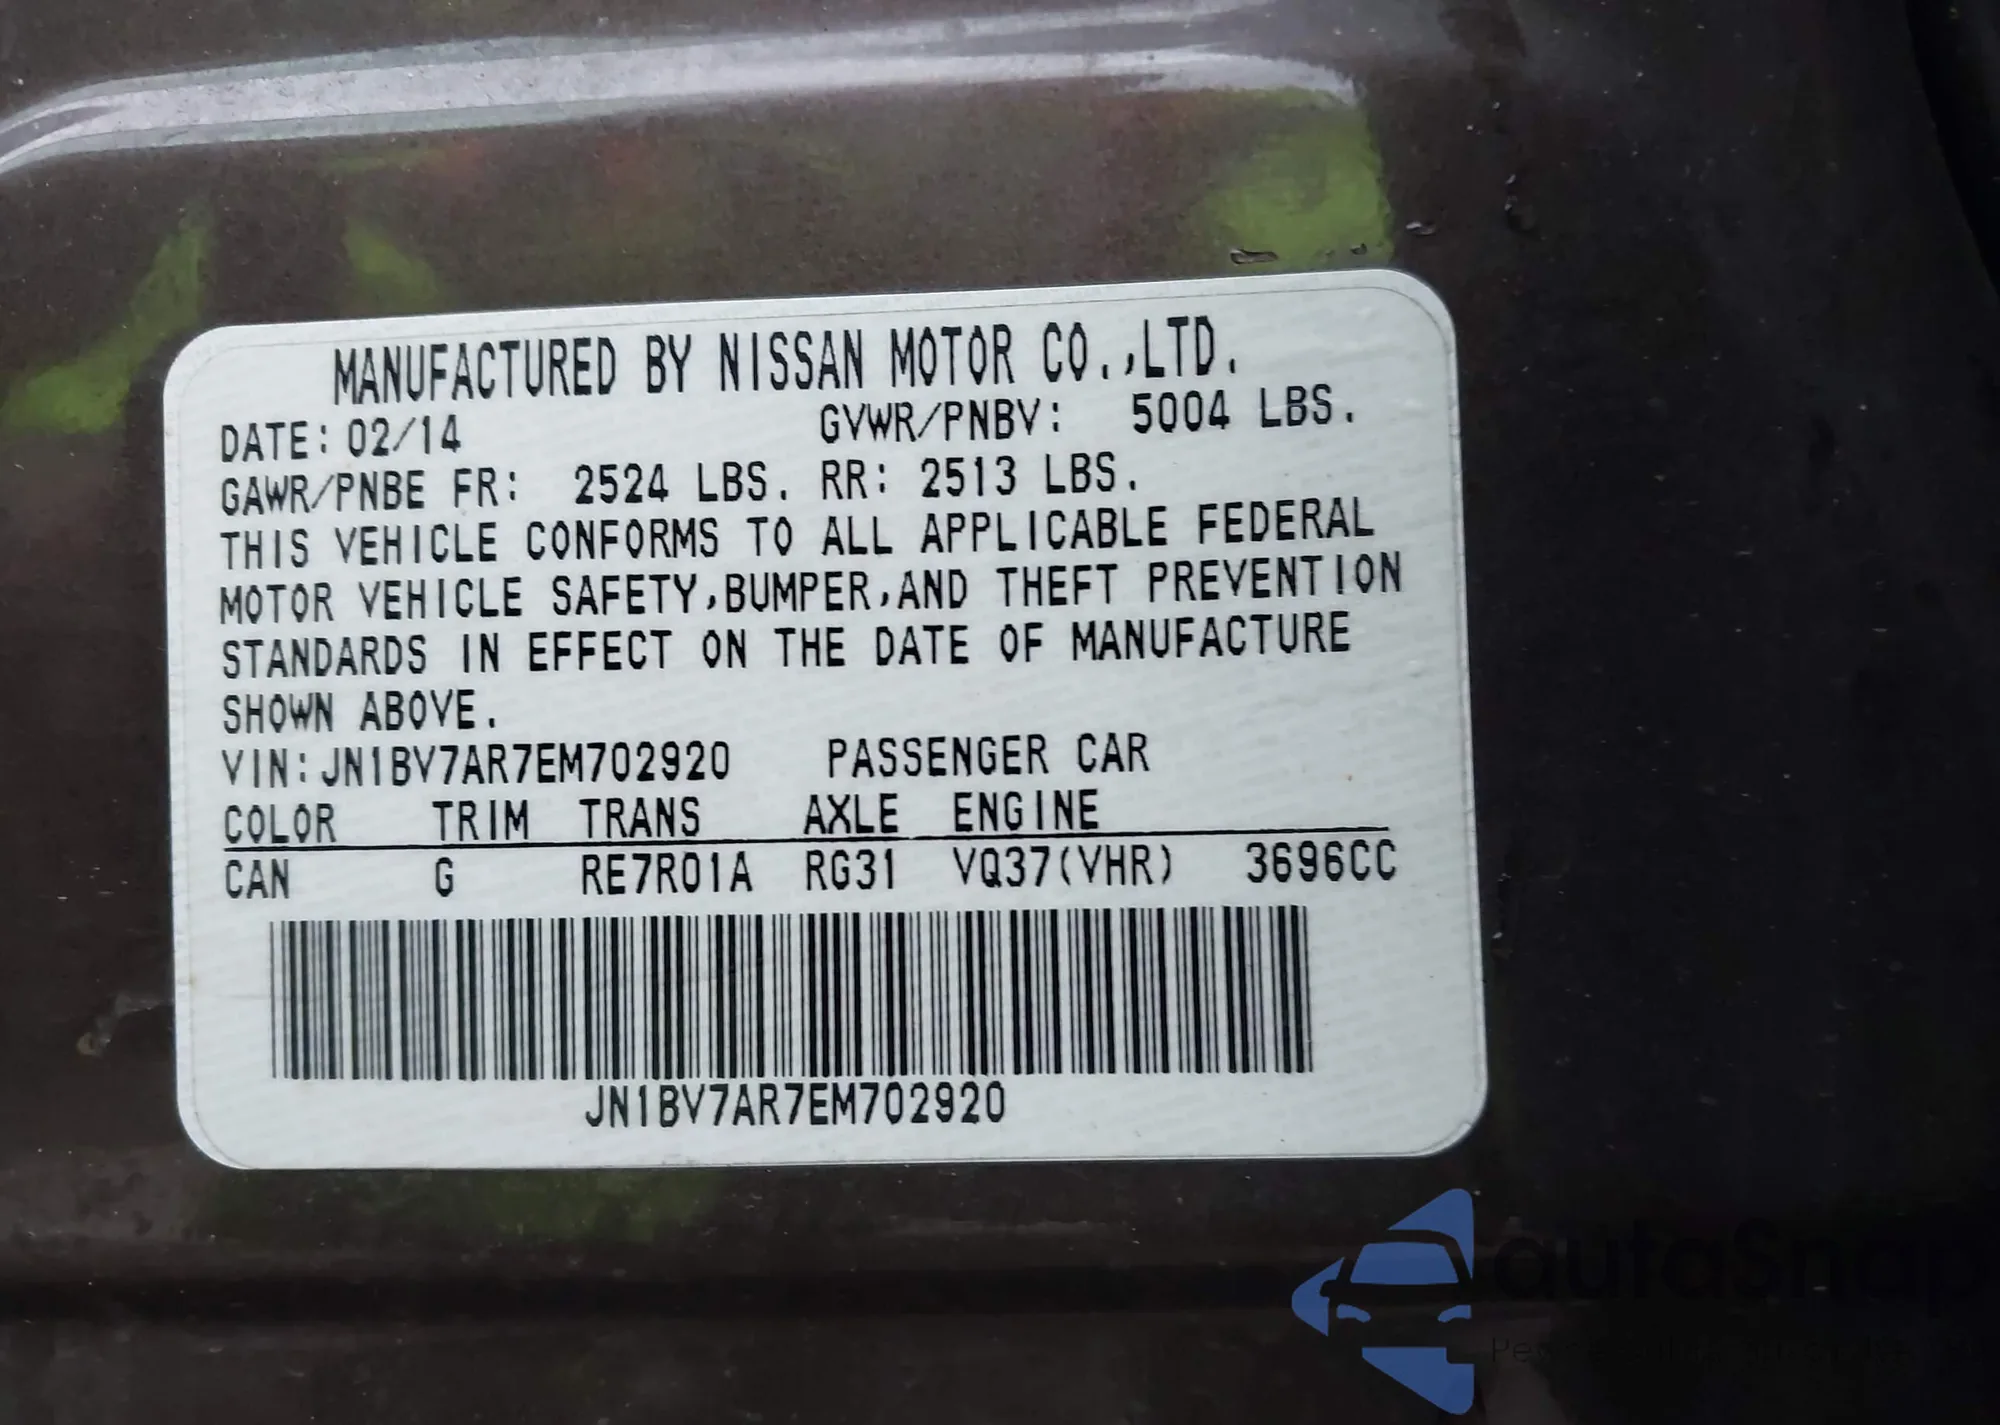 MANUFACTURED BY NISSAN MOTOR CO.,LTD.
DATE: 02/14 GVWR/PNBV: 5004 LBS.
GAWR/PNBE FR: 2524 LBS. RR: 2513 LBS.
THIS VEHICLE CONFORMS TO ALL APPLICABLE FEDERAL
MOTOR VEHICLE SAFETY,BUMPER,AND THEFT PREVENTION
STANDARDS IN EFFECT ON THE DATE OF MANUFACTURE
SHOWN ABOVE.
VIN:JN1BV7AR7EM702920 PASSENGER CAR
COLOR TRIM TRANS AXLE ENGINE
CAN G RE7R01A RG31 VQ37(VHR) 3696CC
JN1BV7AR7EM702920
autoSnap